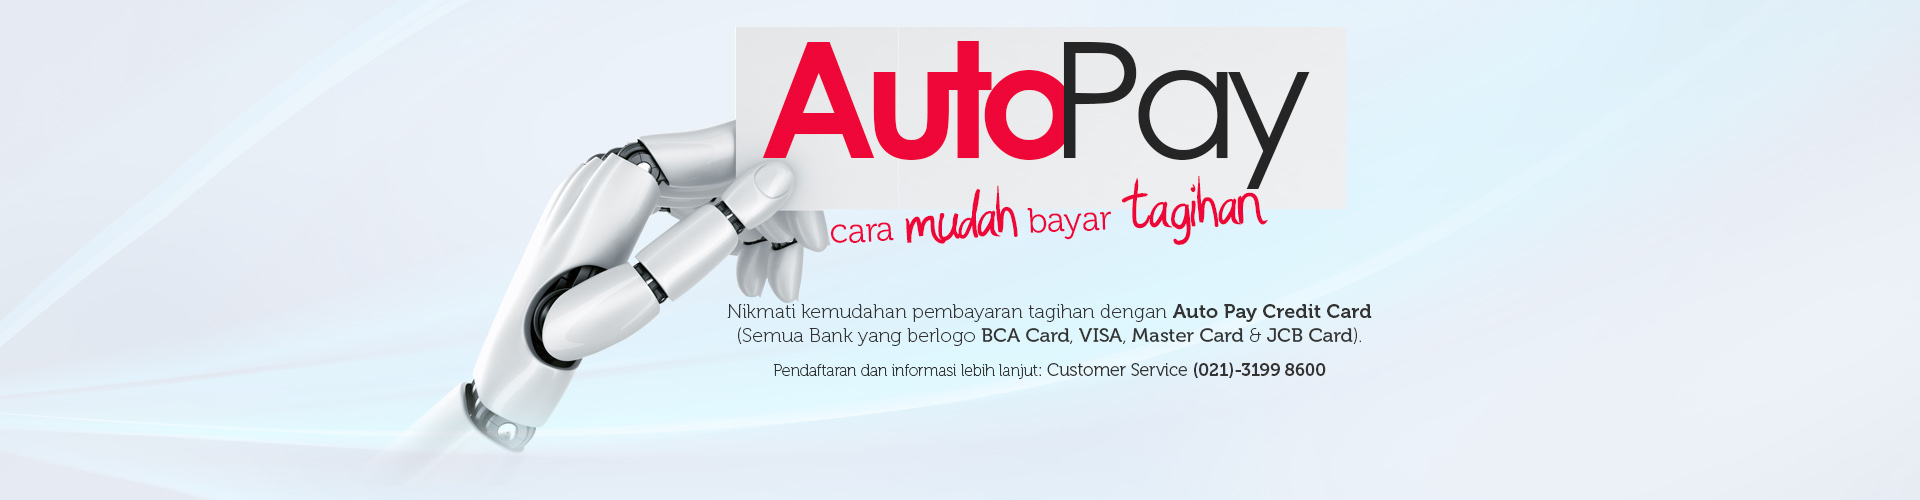 AutoPay
cara mudah bayar tagihan
Nikmati kemudahan pembayaran tagihan dengan Auto Pay Credit Card
(Semua Bank yang berlogo BCA Card, VISA, Master Card & JCB Card).
Pendaftaran dan informasi lebih lanjut: Customer Service (021)-3199 8600